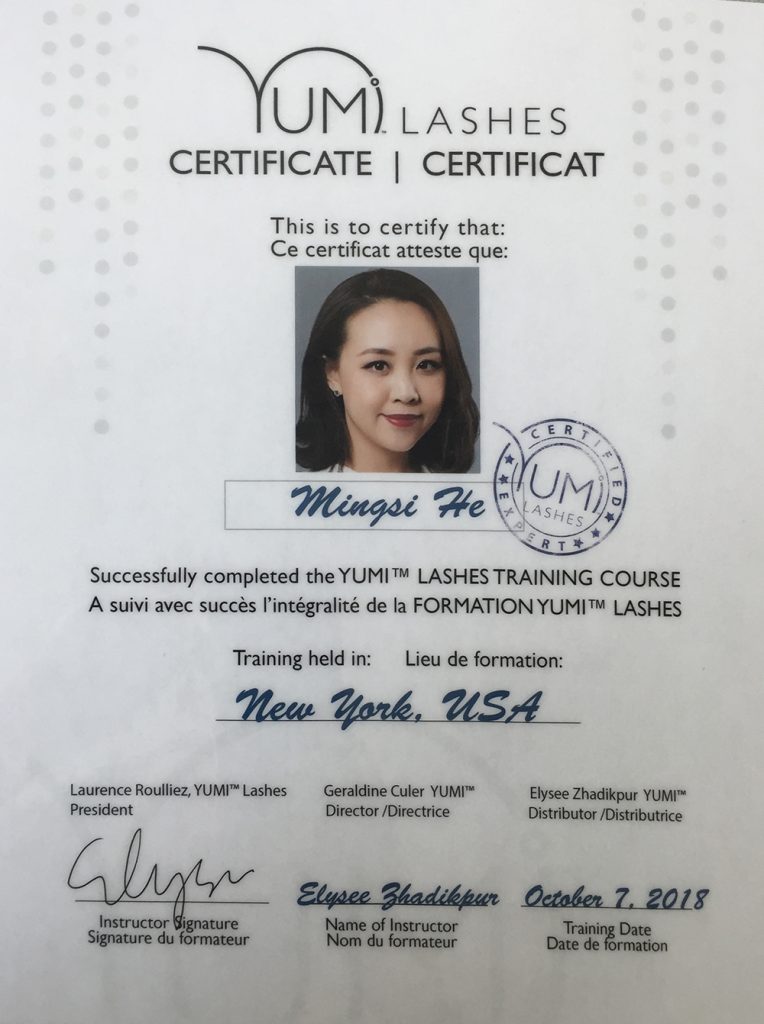 YUMI™ LASHES
CERTIFICATE | CERTIFICAT
This is to certify that:
Ce certificat atteste que:
Mingsi He
CERTIFIED
YUMI
LASHES
EXPERT
Successfully completed the YUMI™ LASHES TRAINING COURSE
A suivi avec succès l'intégralité de la FORMATION YUMI™ LASHES
Training held in: Lieu de formation:
New York, USA
Laurence Roulliez, YUMI™ Lashes
President
Geraldine Culer YUMI™
Director /Directrice
Elysee Zhadikpur YUMI™
Distributor /Distributrice
Elysee Zhadikpur
October 7, 2018
Instructor Signature
Signature du formateur
Name of Instructor
Nom du formateur
Training Date
Date de formation